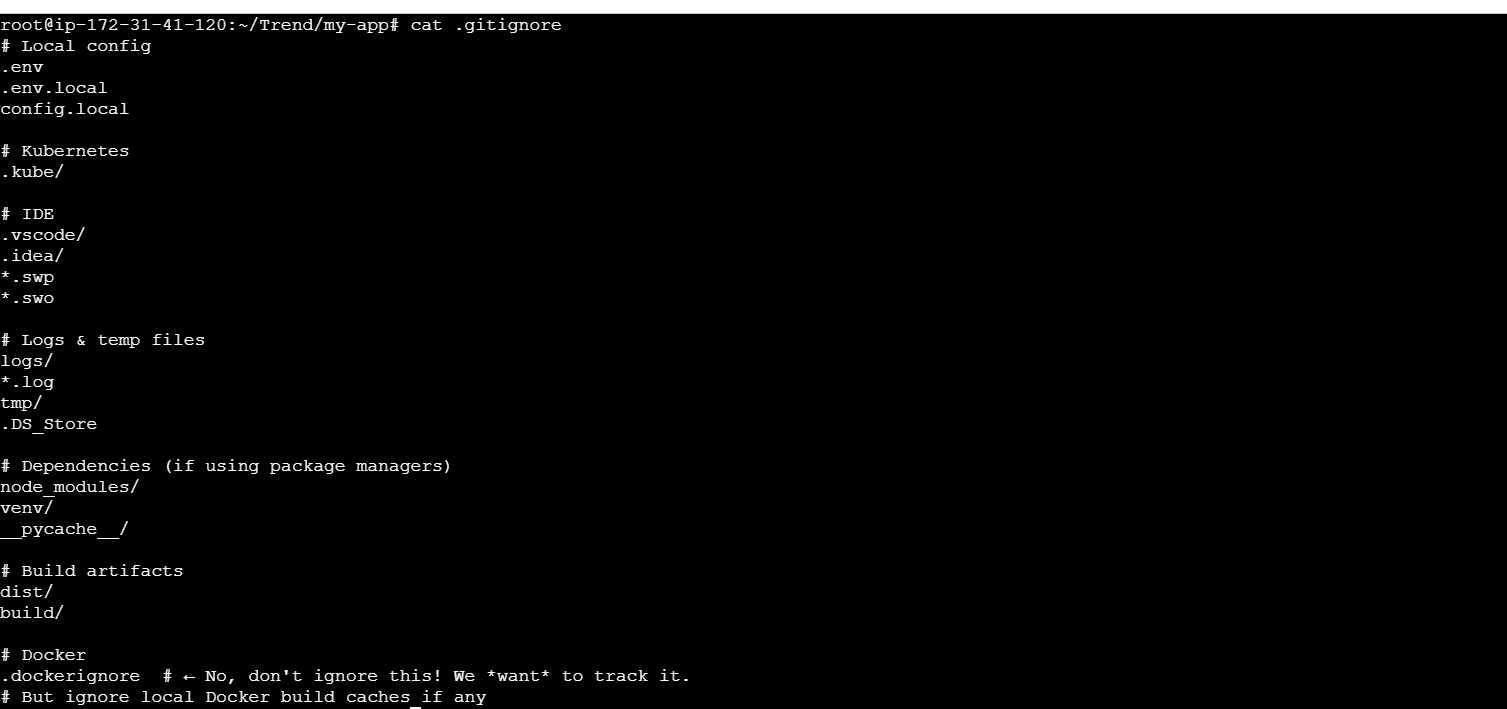 root@ip-172-31-41-120:~/Trend/my-app# cat .gitignore
# Local config
.env
.env.local
config.local

# Kubernetes
.kube/

# IDE
.vscode/
.idea/
*.swp
*.swo

# Logs & temp files
logs/
*.log
tmp/
.DS_Store

# Dependencies (if using package managers)
node_modules/
venv/
__pycache__/

# Build artifacts
dist/
build/

# Docker
.dockerignore  # ← No, don't ignore this! We *want* to track it.
# But ignore local Docker build caches if any